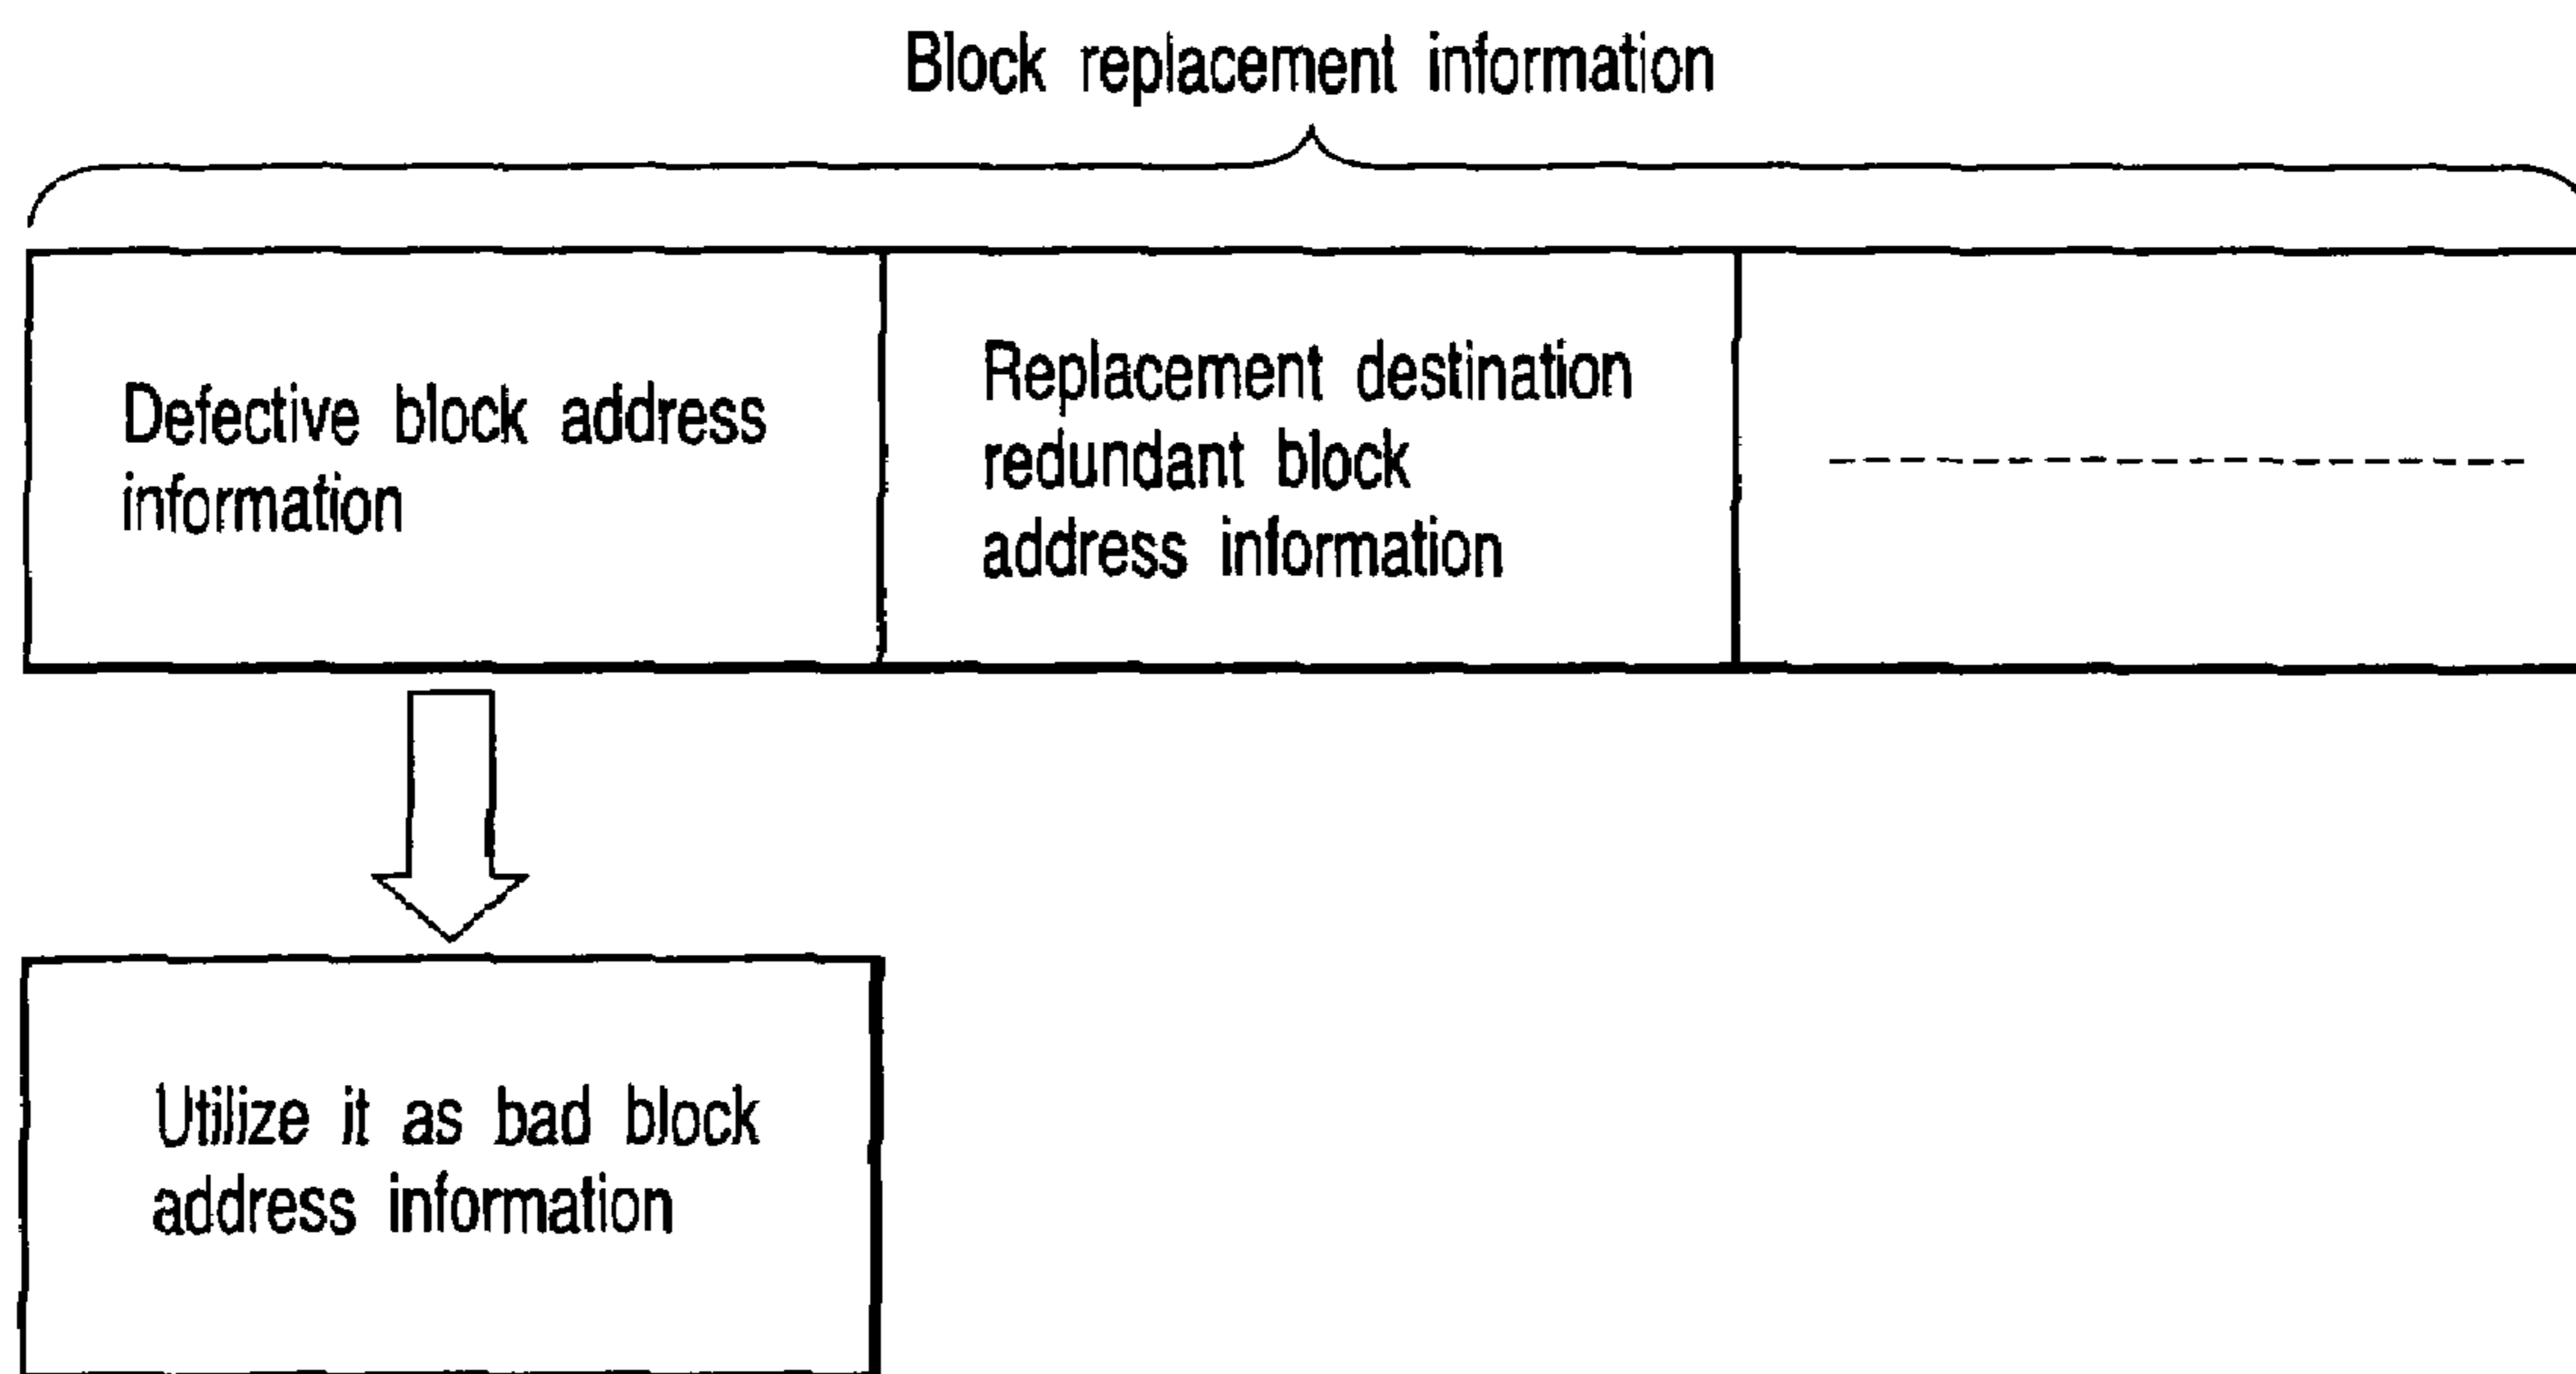 Block replacement information
Defective block address
information
Replacement destination
redundant block
address information
Utilize it as bad block
address information